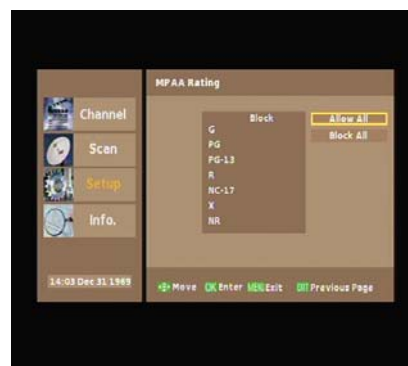 MPAA Rating
Channel
Scan
Setup
Info.
Block
G
PG
PG-13
R
NC-17
X
NR
Allow All
Block All
14:03 Dec 31 1969
Move OK Enter MENU Exit EXIT Previous Page